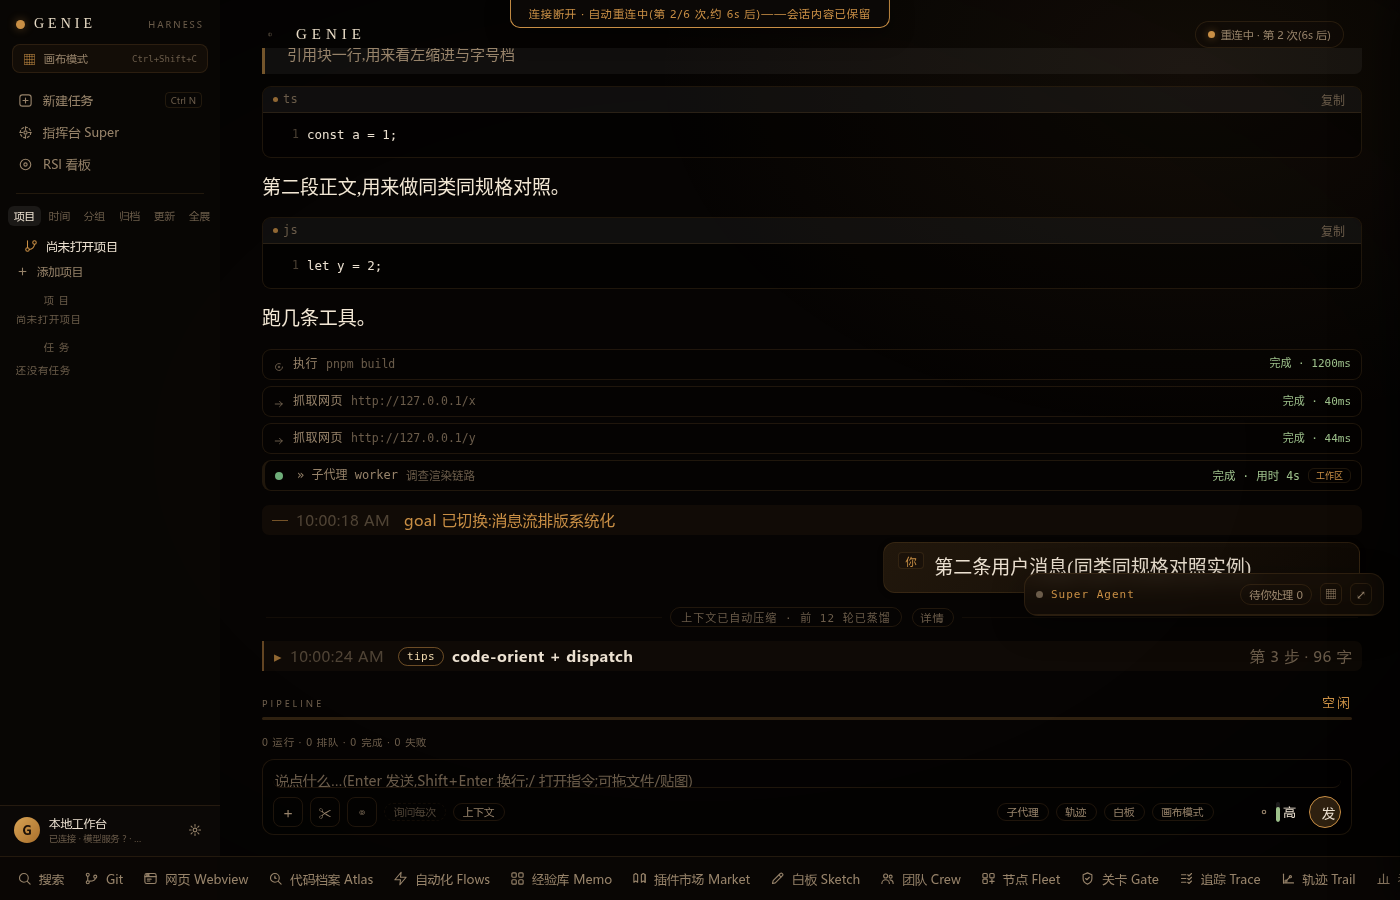 连接断开 · 自动重连中(第 2/6 次,约 6s 后)——会话内容已保留
GENIE HARNESS
画布模式 Ctrl+Shift+C
新建任务 Ctrl N
指挥台 Super
RSI 看板
项目 时间 分组 归档 更新 全展
尚未打开项目
+ 添加项目
项 目
尚未打开项目
任 务
还没有任务
G 本地工作台
已连接 · 模型服务 ? · ...
GENIE
重连中 · 第 2 次(6s 后)
引用块一行,用来看左缩进与字号档
ts 复制
1 const a = 1;
第二段正文,用来做同类同规格对照。
js 复制
1 let y = 2;
跑几条工具。
执行 pnpm build 完成 · 1200ms
→ 抓取网页 http://127.0.0.1/x 完成 · 40ms
→ 抓取网页 http://127.0.0.1/y 完成 · 44ms
» 子代理 worker 调查渲染链路 完成 · 用时 4s 工作区
— 10:00:18 AM goal 已切换:消息流排版系统化
你 第二条用户消息(同类同规格对照实例)
Super Agent 待你处理 0
上下文已自动压缩 · 前 12 轮已蒸馏 详情
▸ 10:00:24 AM tips code-orient + dispatch 第 3 步 · 96 字
PIPELINE 空闲
0 运行 · 0 排队 · 0 完成 · 0 失败
说点什么...(Enter 发送,Shift+Enter 换行;/ 打开指令;可拖文件/贴图)
+ 询问每次 上下文 子代理 轨迹 白板 画布模式 高 发
搜索 Git 网页 Webview 代码档案 Atlas 自动化 Flows 经验库 Memo 插件市场 Market 白板 Sketch 团队 Crew 节点 Fleet 关卡 Gate 追踪 Trace 轨迹 Trail